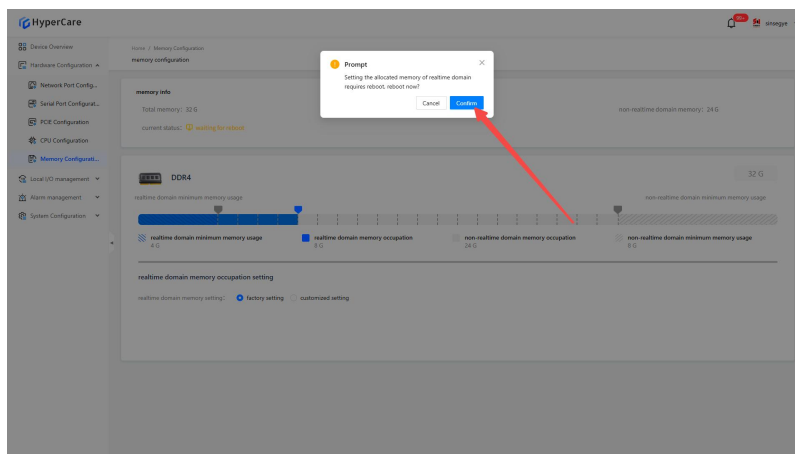 HyperCare
99+
sinsegye
Device Overview
Hardware Configuration
Network Port Config...
Serial Port Configurat...
PCIE Configuration
CPU Configuration
Memory Configurati...
Local I/O management
Alarm management
System Configuration
Home / Memory Configuration
memory configuration
Prompt
Setting the allocated memory of realtime domain
requires reboot, reboot now?
Cancel Confirm
memory info
Total memory: 32 G
non-realtime domain memory: 24 G
current status: waiting for reboot
DDR4
32 G
realtime domain minimum memory usage
non-realtime domain minimum memory usage
realtime domain minimum memory usage
4 G
realtime domain memory occupation
8 G
non-realtime domain memory occupation
24 G
non-realtime domain minimum memory usage
8 G
realtime domain memory occupation setting
realtime domain memory setting: factory setting customized setting